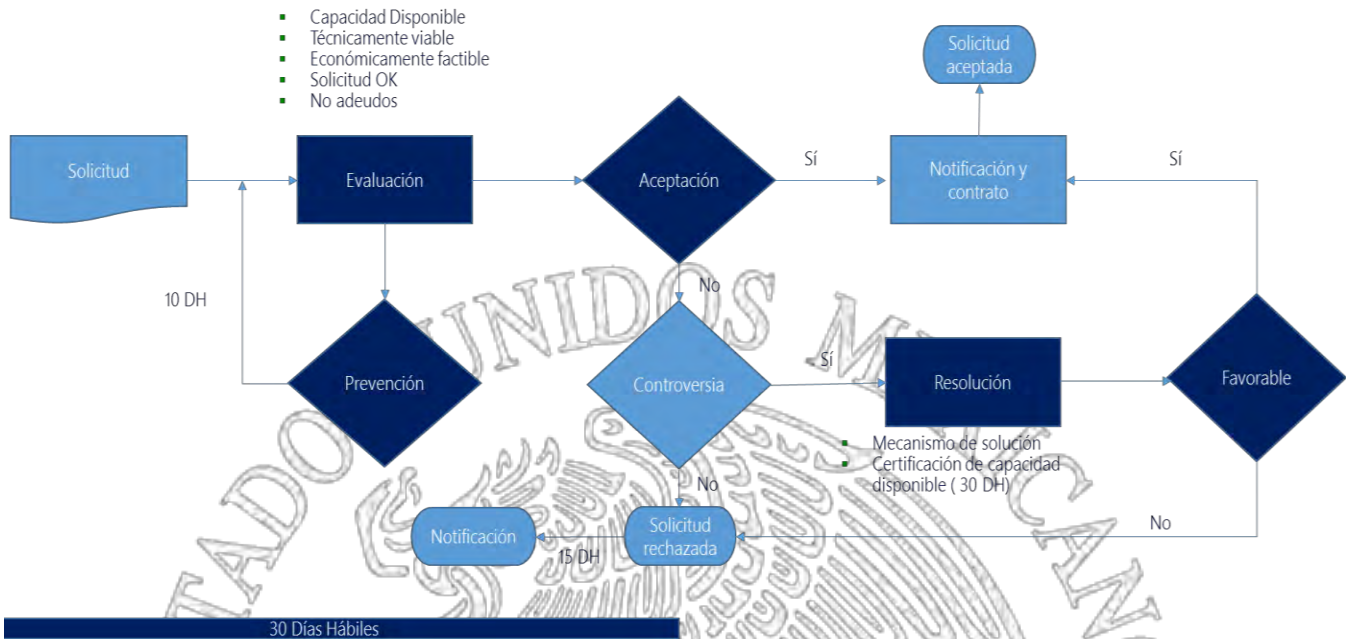 Capacidad Disponible
Técnicamente viable
Económicamente factible
Solicitud OK
No adeudos
Solicitud
aceptada
Solicitud
Evaluación
Aceptación
Sí
Notificación y
contrato
Sí
10 DH
No
Prevención
Controversia
Sí
Resolución
Favorable
Mecanismo de solución
Certificación de capacidad
disponible ( 30 DH)
No
Notificación
15 DH
Solicitud
rechazada
No
30 Días Hábiles
UNIDOS MEXICANO